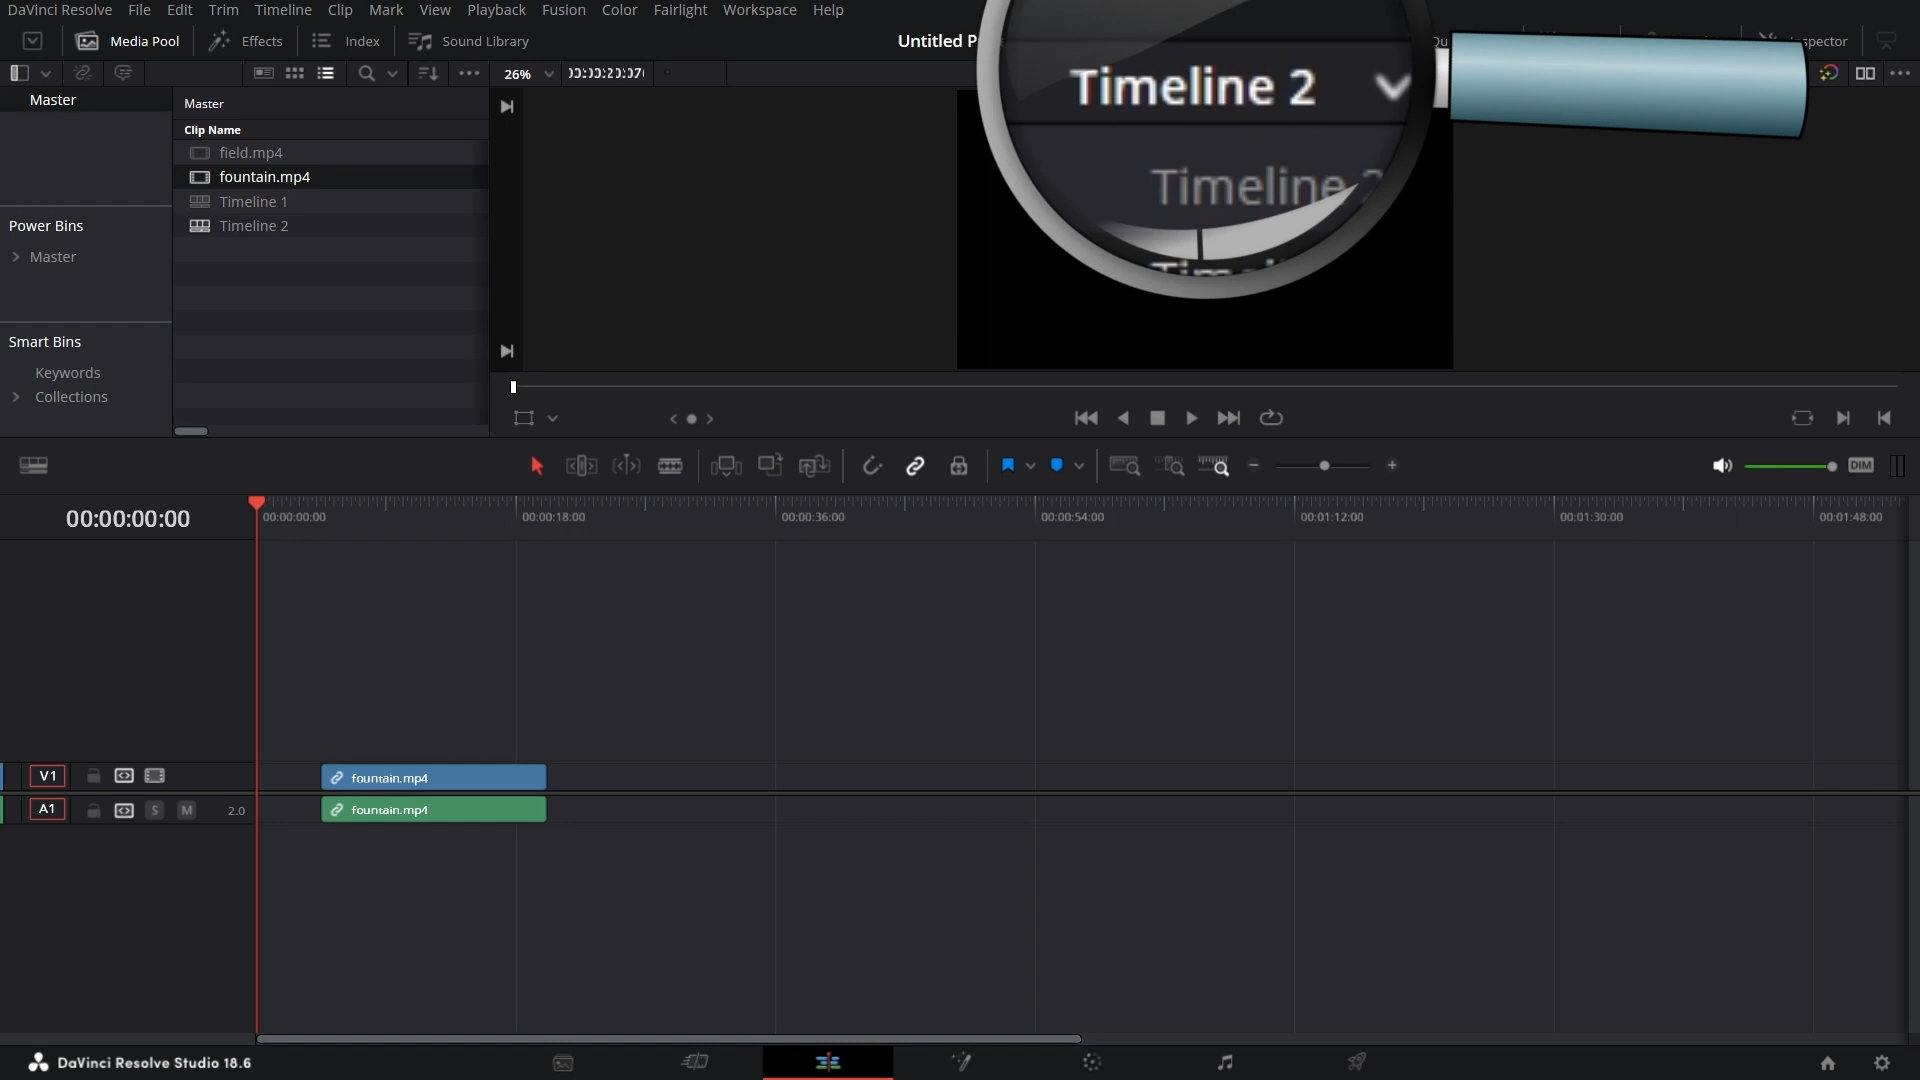 DaVinci Resolve File Edit Trim Timeline Clip Mark View Playback Fusion Color Fairlight Workspace Help
Media Pool Effects Index Sound Library Untitled
26%
Timeline 2
Timeline
Master
Master
Clip Name
field.mp4
fountain.mp4
Timeline 1
Timeline 2
Power Bins
Master
Smart Bins
Keywords
Collections
DIM
00:00:00:00
00:00:00:00 00:00:18:00 00:00:36:00 00:00:54:00 00:01:12:00 00:01:30:00 00:01:48:00
V1 fountain.mp4
A1 S M 2.0 fountain.mp4
DaVinci Resolve Studio 18.6